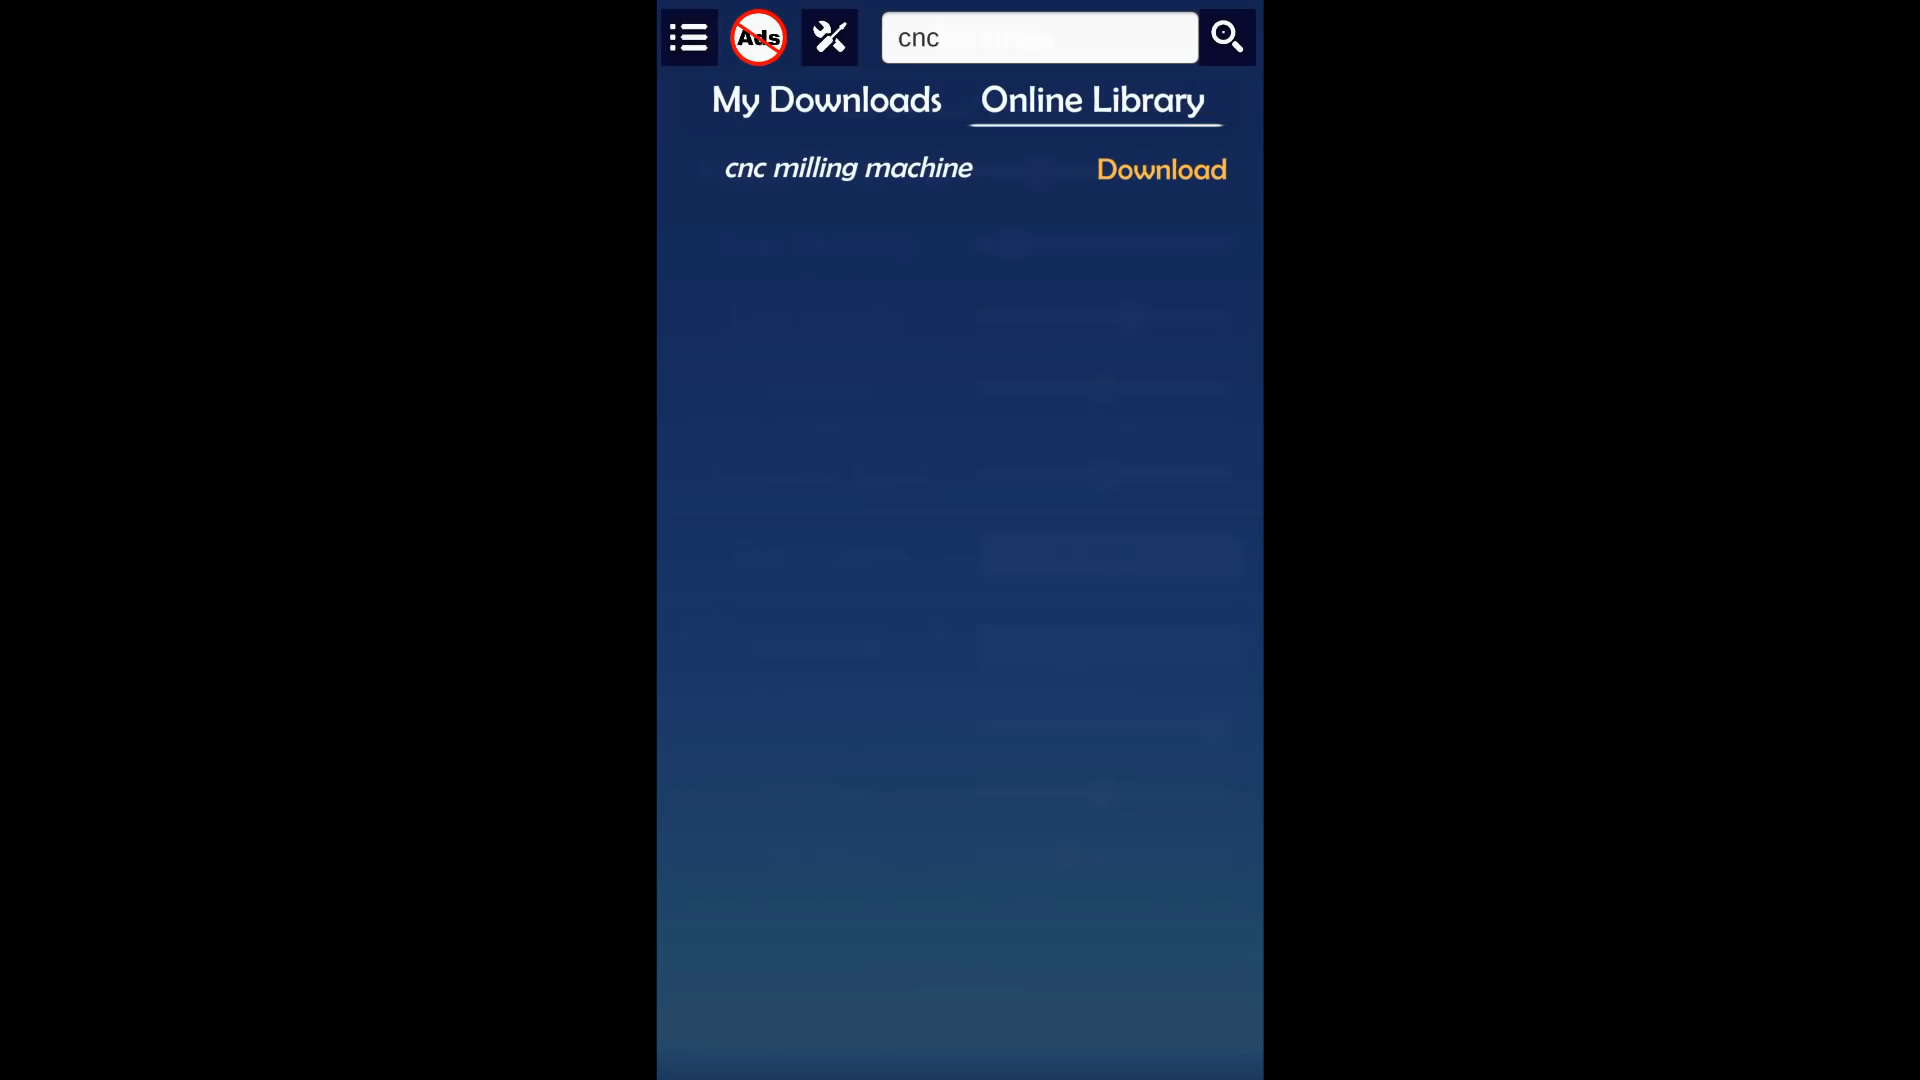 Ads
cnc
My Downloads Online Library
cnc milling machine Download